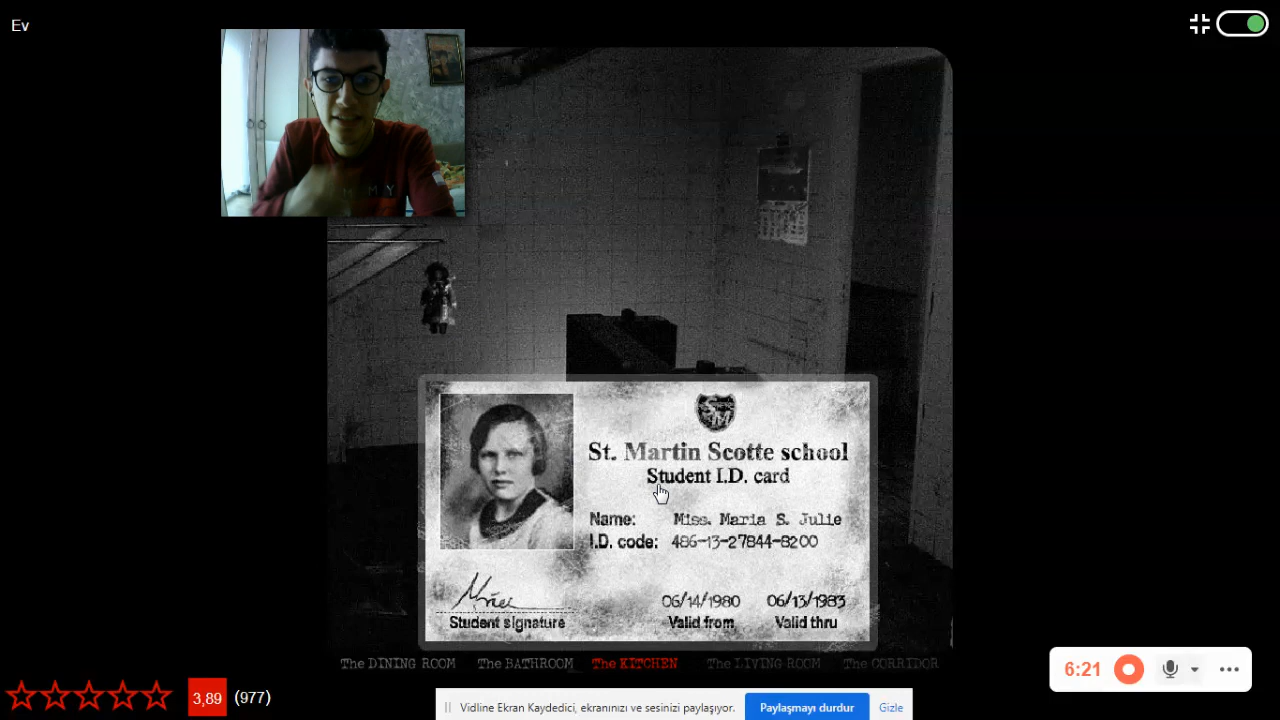 Ev
St. Martin Scotte school
Student I.D. card
Name: Miss. Maria S. Julie
I.D. code: 486-13-27844-8200
06/14/1980 06/13/1983
Student signature Valid from Valid thru
The DINING ROOM The BATHROOM The KITCHEN The LIVING ROOM The CORRIDOR
3,89 (977)
6:21
Vidline Ekran Kaydedici, ekranınızı ve sesinizi paylaşıyor. Paylaşmayı durdur Gizle